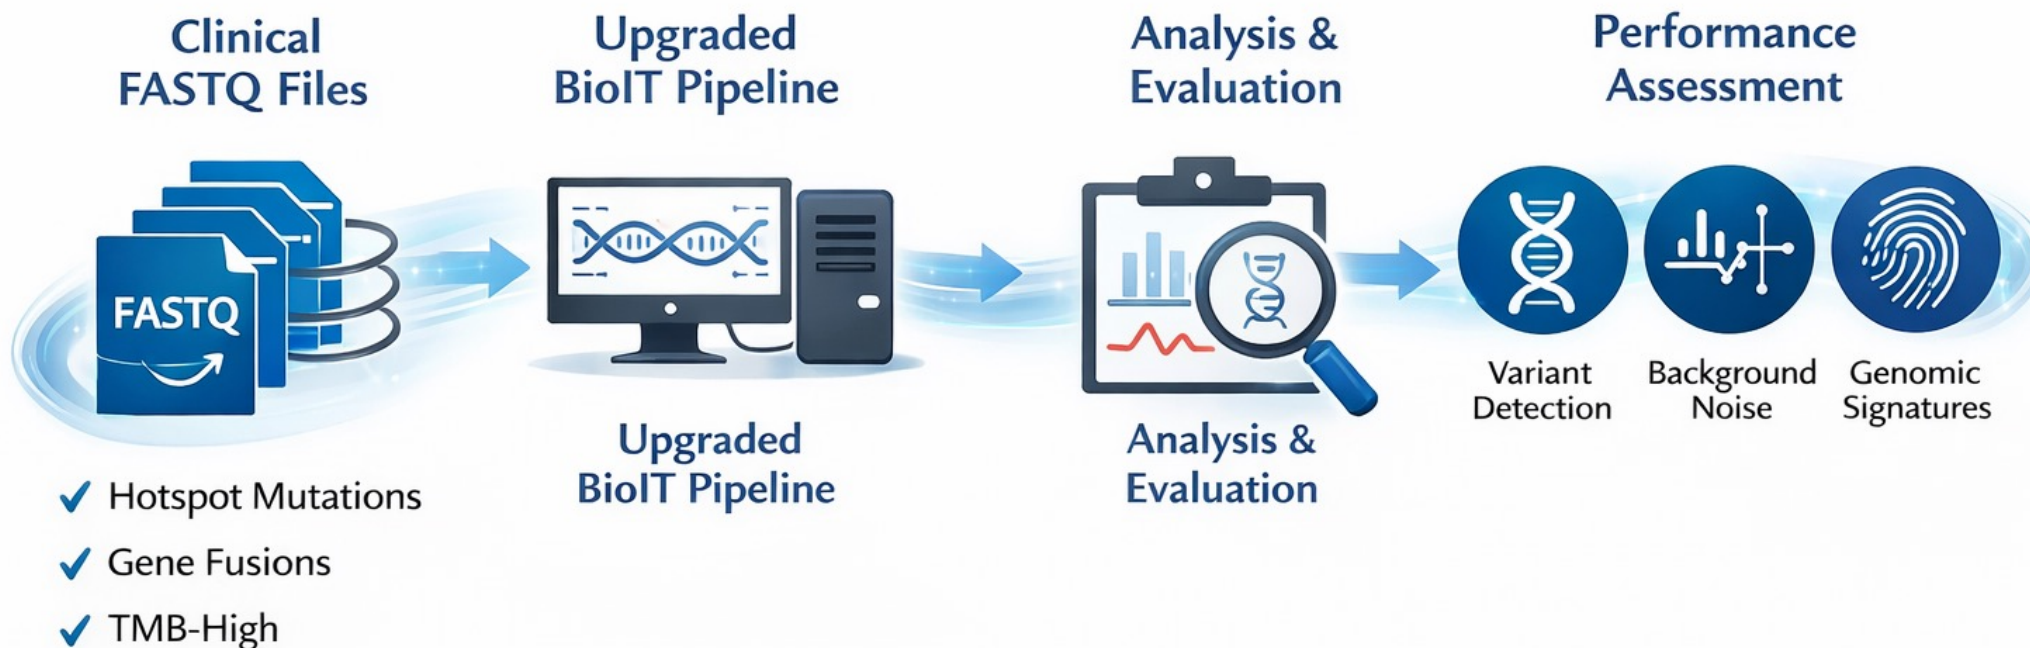 Clinical
FASTQ Files
Upgraded
BioIT Pipeline
Analysis &
Evaluation
Performance
Assessment
FASTQ
Variant
Detection
Background
Noise
Genomic
Signatures
Upgraded
BioIT Pipeline
Analysis &
Evaluation
Hotspot Mutations
Gene Fusions
TMB-High